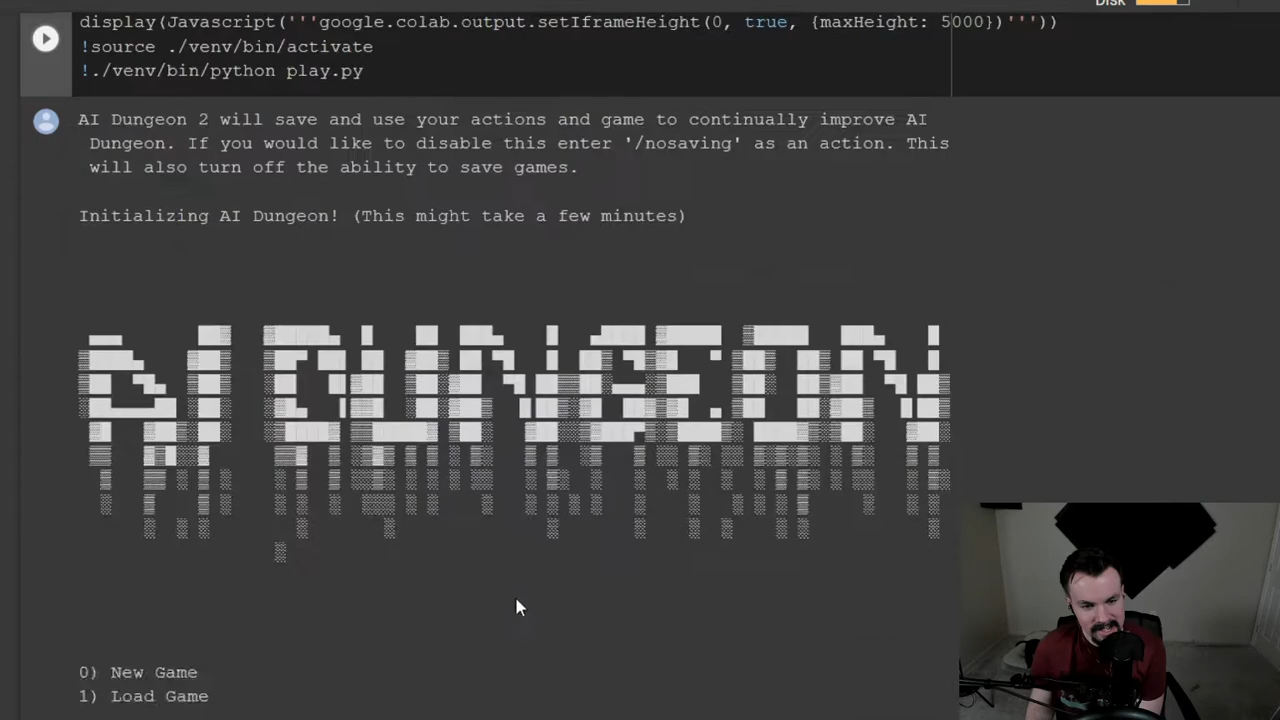 Disk
display(Javascript('''google.colab.output.setIframeHeight(0, true, {maxHeight: 5000})'''))
!source ./venv/bin/activate
!./venv/bin/python play.py
AI Dungeon 2 will save and use your actions and game to continually improve AI
Dungeon. If you would like to disable this enter '/nosaving' as an action. This
will also turn off the ability to save games.
Initializing AI Dungeon! (This might take a few minutes)
AI DUNGEON
0) New Game
1) Load Game